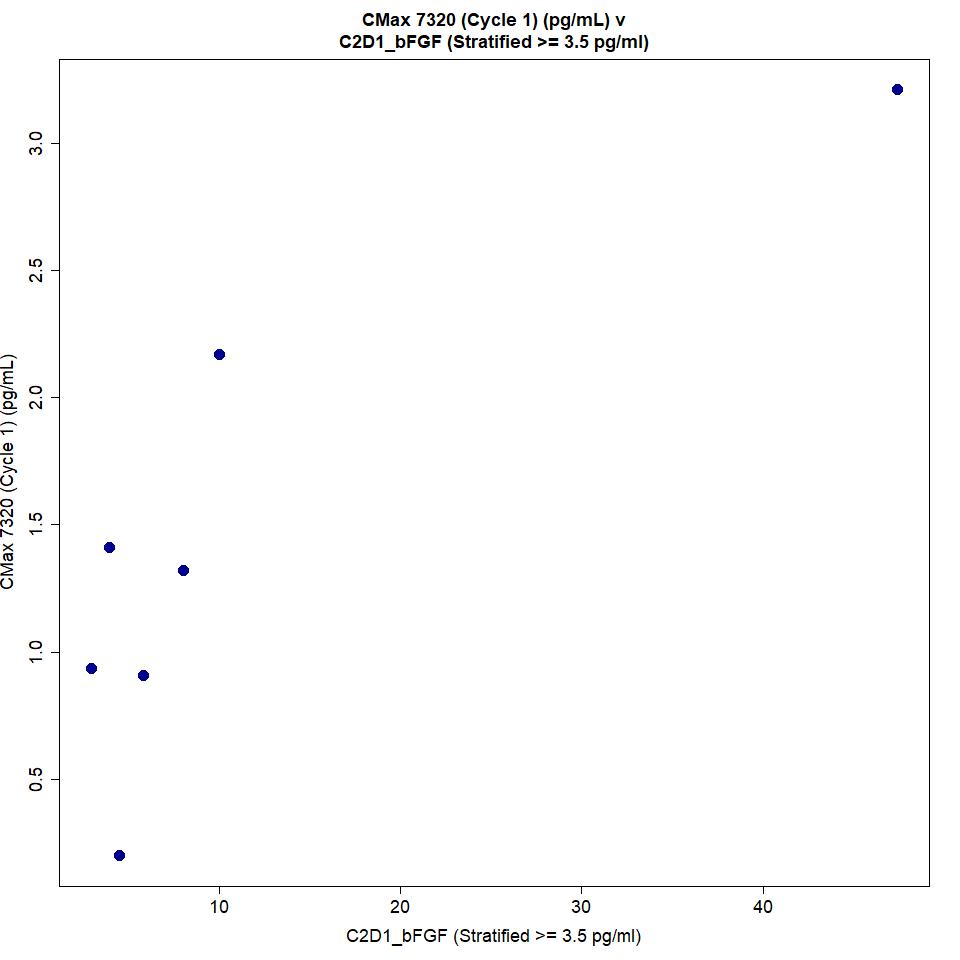 CMax 7320 (Cycle 1) (pg/mL) v
C2D1_bFGF (Stratified >= 3.5 pg/ml)
CMax 7320 (Cycle 1) (pg/mL)
3.0
2.5
2.0
1.5
1.0
0.5
10
20
30
40
C2D1_bFGF (Stratified >= 3.5 pg/ml)